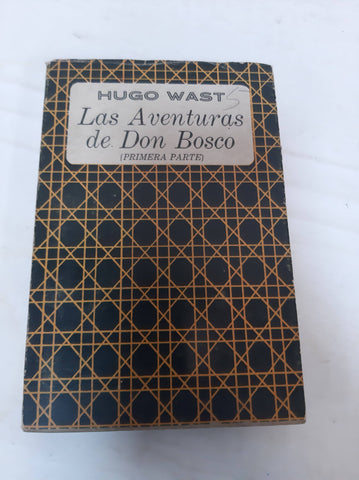 HUGO WAST
Las Aventuras
de Don Bosco
(PRIMERA PARTE)